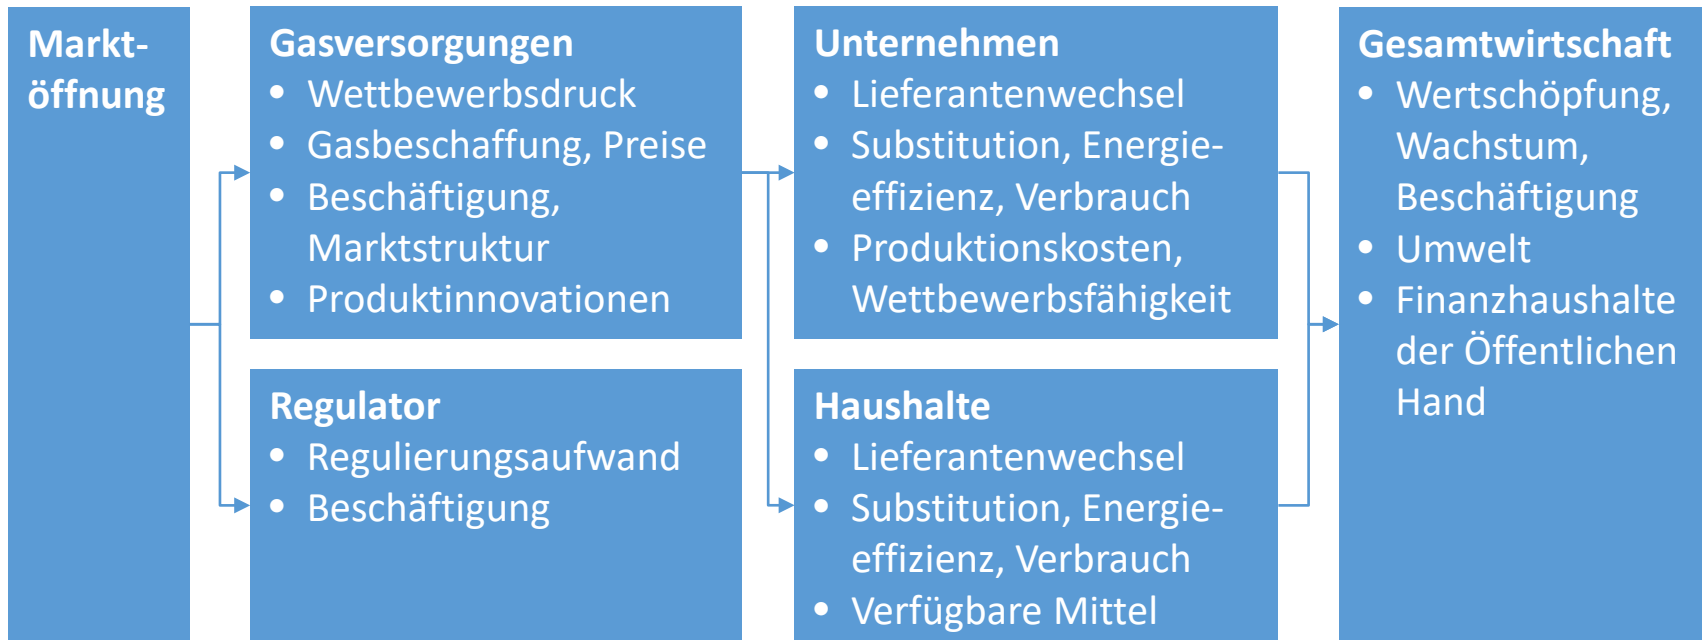 Markt-
öffnung
Gasversorgungen
• Wettbewerbsdruck
• Gasbeschaffung, Preise
• Beschäftigung,
Marktstruktur
• Produktinnovationen
Regulator
• Regulierungsaufwand
• Beschäftigung
Unternehmen
• Lieferantenwechsel
• Substitution, Energie-
effizienz, Verbrauch
• Produktionskosten,
Wettbewerbsfähigkeit
Haushalte
• Lieferantenwechsel
• Substitution, Energie-
effizienz, Verbrauch
• Verfügbare Mittel
Gesamtwirtschaft
• Wertschöpfung,
Wachstum,
Beschäftigung
• Umwelt
• Finanzhaushalte
der Öffentlichen
Hand